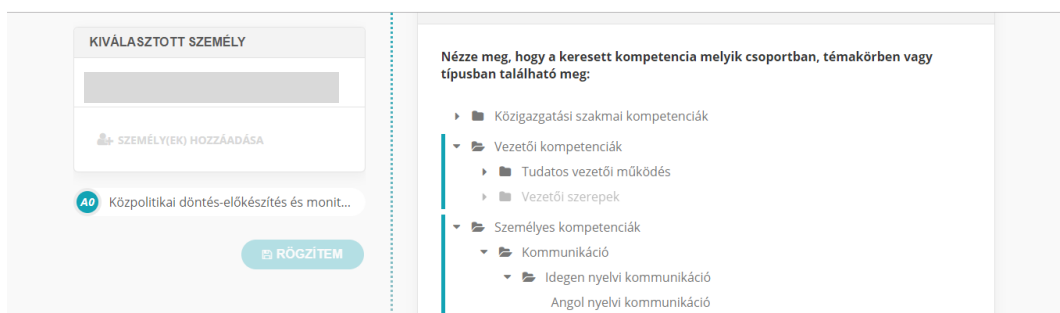 KIVÁLASZTOTT SZEMÉLY
SZEMÉLY(EK) HOZZÁADÁSA
A0 Közpolitikai döntés-előkészítés és monit...
RÖGZÍTEM
Nézze meg, hogy a keresett kompetencia melyik csoportban, témakörben vagy
típusban található meg:
Közigazgatási szakmai kompetenciák
Vezetői kompetenciák
Tudatos vezetői működés
Vezetői szerepek
Személyes kompetenciák
Kommunikáció
Idegen nyelvi kommunikáció
Angol nyelvi kommunikáció